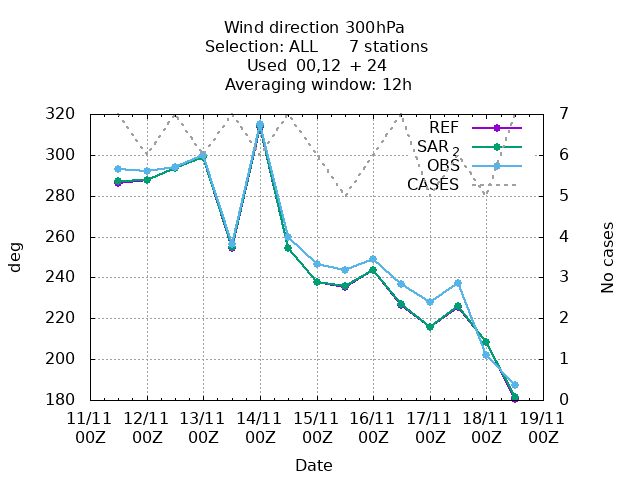 Wind direction 300hPa
Selection: ALL 7 stations
Used 00,12 + 24
Averaging window: 12h
REF
SAR 2
OBS
CASES
320
300
280
260
240
220
200
180
deg
7
6
5
4
3
2
1
0
No cases
11/11 12/11 13/11 14/11 15/11 16/11 17/11 18/11 19/11
00Z 00Z 00Z 00Z 00Z 00Z 00Z 00Z 00Z
Date